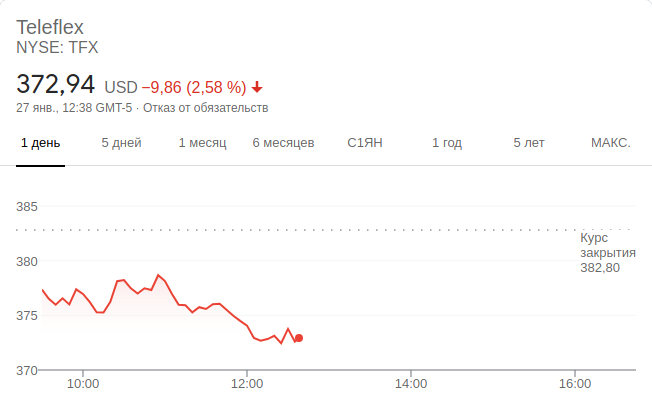 Teleflex
NYSE: TFX
372,94 USD −9,86 (2,58 %)
27 янв., 12:38 GMT-5 · Отказ от обязательств
1 день 5 дней 1 месяц 6 месяцев С1ЯН 1 год 5 лет МАКС.
385
Курс
закрытия
382,80
380
375
370
10:00 12:00 14:00 16:00